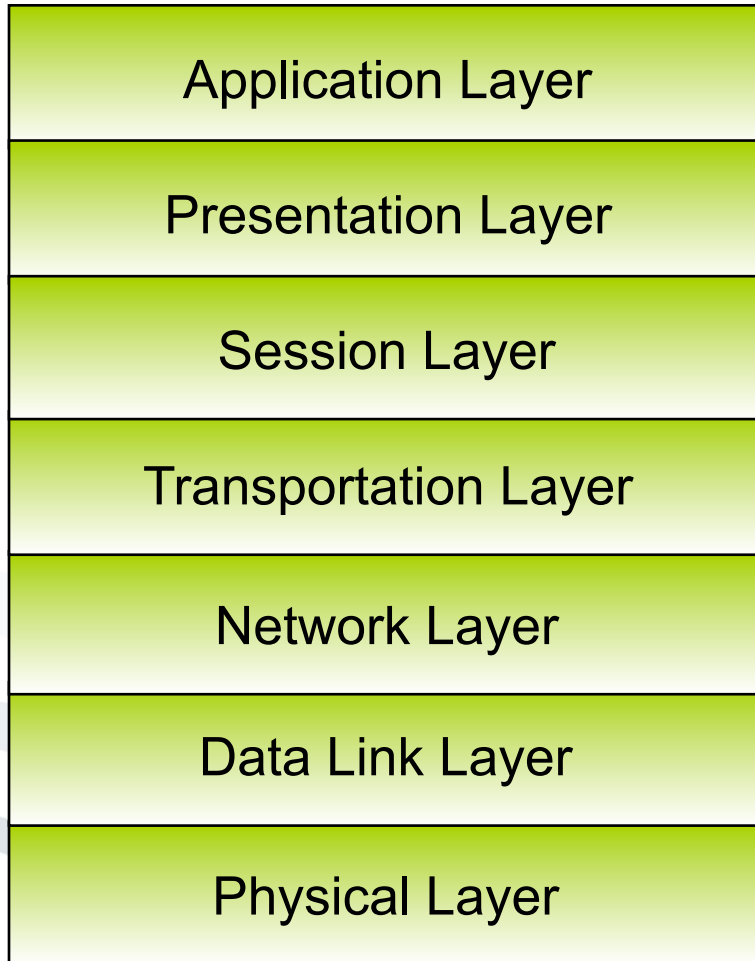 Application Layer
Presentation Layer
Session Layer
Transportation Layer
Network Layer
Data Link Layer
Physical Layer